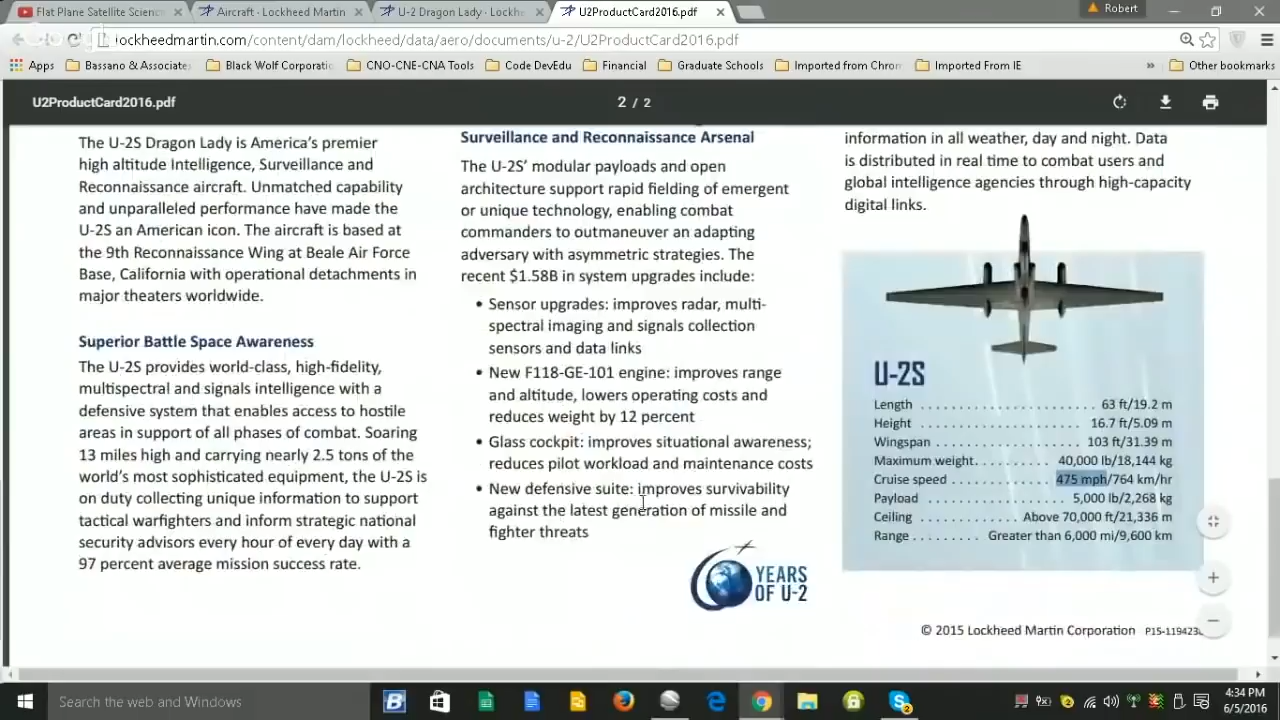 Flat Plane Satellite Scienc
Aircraft · Lockheed Martin
U-2 Dragon Lady · Lockh
U2ProductCard2016.pdf
Robert
lockheedmartin.com/content/dam/lockheed/data/aero/documents/u-2/U2ProductCard2016.pdf
Apps
Bassano & Associate
Black Wolf Corporatio
CNO-CNE-CNA Tools
Code DevEdu
Financial
Graduate Schools
Imported from Chron
Imported From IE
»
Other bookmarks
U2ProductCard2016.pdf
2 / 2
The U-2S Dragon Lady is America's premier
high altitude Intelligence, Surveillance and
Reconnaissance aircraft. Unmatched capability
and unparalleled performance have made the
U-2S an American icon. The aircraft is based at
the 9th Reconnaissance Wing at Beale Air Force
Base, California with operational detachments in
major theaters worldwide.
Superior Battle Space Awareness
The U-2S provides world-class, high-fidelity,
multispectral and signals intelligence with a
defensive system that enables access to hostile
areas in support of all phases of combat. Soaring
13 miles high and carrying nearly 2.5 tons of the
world's most sophisticated equipment, the U-2S is
on duty collecting unique information to support
tactical warfighters and inform strategic national
security advisors every hour of every day with a
97 percent average mission success rate.
Surveillance and Reconnaissance Arsenal
The U-2S' modular payloads and open
architecture support rapid fielding of emergent
or unique technology, enabling combat
commanders to outmaneuver an adapting
adversary with asymmetric strategies. The
recent $1.58B in system upgrades include:
• Sensor upgrades: improves radar, multi-
spectral imaging and signals collection
sensors and data links
• New F118-GE-101 engine: improves range
and altitude, lowers operating costs and
reduces weight by 12 percent
• Glass cockpit: improves situational awareness;
reduces pilot workload and maintenance costs
• New defensive suite: improves survivability
against the latest generation of missile and
fighter threats
YEARS
OF U-2
information in all weather, day and night. Data
is distributed in real time to combat users and
global intelligence agencies through high-capacity
digital links.
U-2S
Length . . . . . . . . . . . . . . . . . . . . . . . 63 ft/19.2 m
Height . . . . . . . . . . . . . . . . . . . . . . 16.7 ft/5.09 m
Wingspan . . . . . . . . . . . . . . . . . . . 103 ft/31.39 m
Maximum weight. . . . . . . . . . 40,000 lb/18,144 kg
Cruise speed . . . . . . . . . . . . . 475 mph/764 km/hr
Payload . . . . . . . . . . . . . . . . . . . 5,000 lb/2,268 kg
Ceiling . . . . . . . . . . . . . Above 70,000 ft/21,336 m
Range . . . . . . . . . Greater than 6,000 mi/9,600 km
© 2015 Lockheed Martin Corporation
Search the web and Windows
4:34 PM
6/5/2016